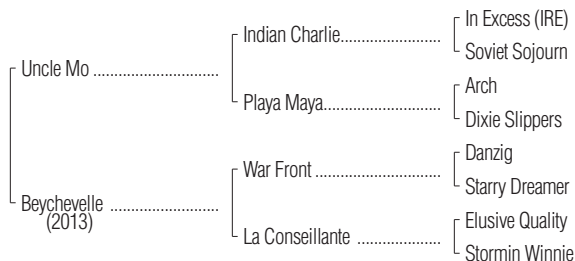 In Excess (IRE)
Indian Charlie....................
Soviet Sojourn
Uncle Mo .........................
Arch
Playa Maya.......................
Dixie Slippers
Danzig
War Front .........................
Starry Dreamer
Beychevelle ......................
(2013)
Elusive Quality
La Conseillante .................
Stormin Winnie